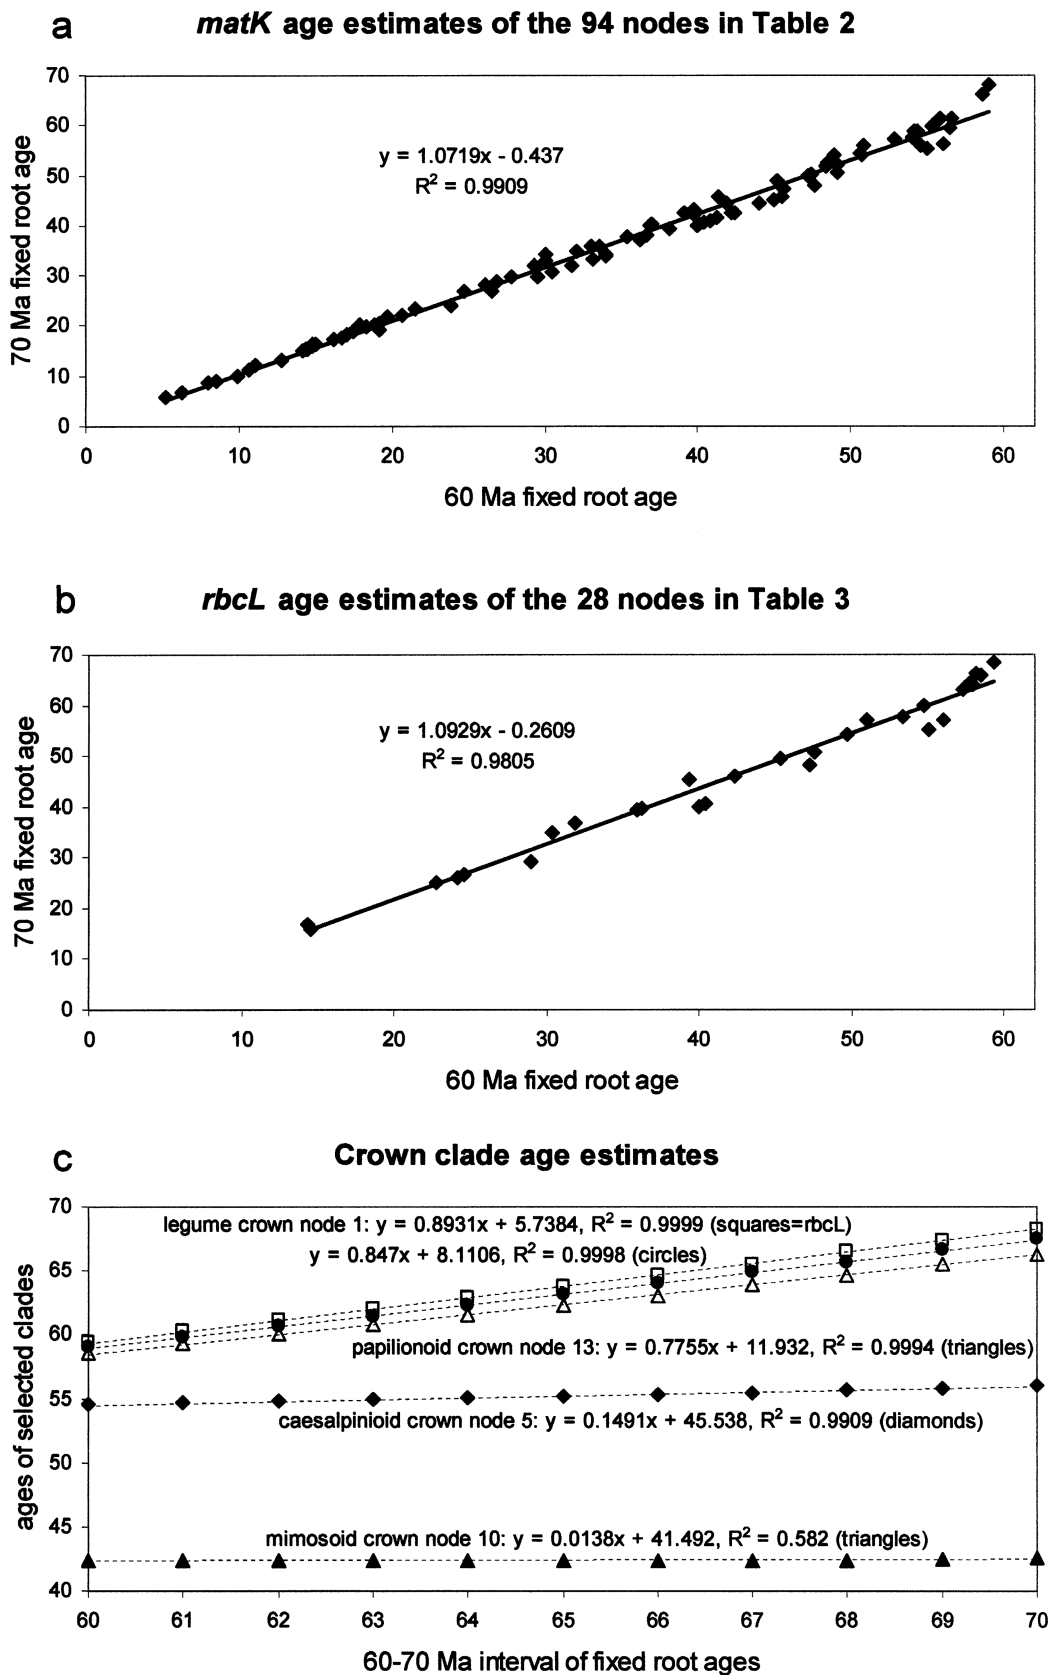 a
matK age estimates of the 94 nodes in Table 2
70 Ma fixed root age
70
60
50
40
30
20
10
0
y = 1.0719x - 0.437
R² = 0.9909
0 10 20 30 40 50 60
60 Ma fixed root age
b
rbcL age estimates of the 28 nodes in Table 3
70 Ma fixed root age
70
60
50
40
30
20
10
0
y = 1.0929x - 0.2609
R² = 0.9805
0 10 20 30 40 50 60
60 Ma fixed root age
c
Crown clade age estimates
ages of selected clades
70
65
60
55
50
45
40
legume crown node 1: y = 0.8931x + 5.7384, R² = 0.9999 (squares=rbcL)
y = 0.847x + 8.1106, R² = 0.9998 (circles)
papilionoid crown node 13: y = 0.7755x + 11.932, R² = 0.9994 (triangles)
caesalpinioid crown node 5: y = 0.1491x + 45.538, R² = 0.9909 (diamonds)
mimosoid crown node 10: y = 0.0138x + 41.492, R² = 0.582 (triangles)
60 61 62 63 64 65 66 67 68 69 70
60-70 Ma interval of fixed root ages